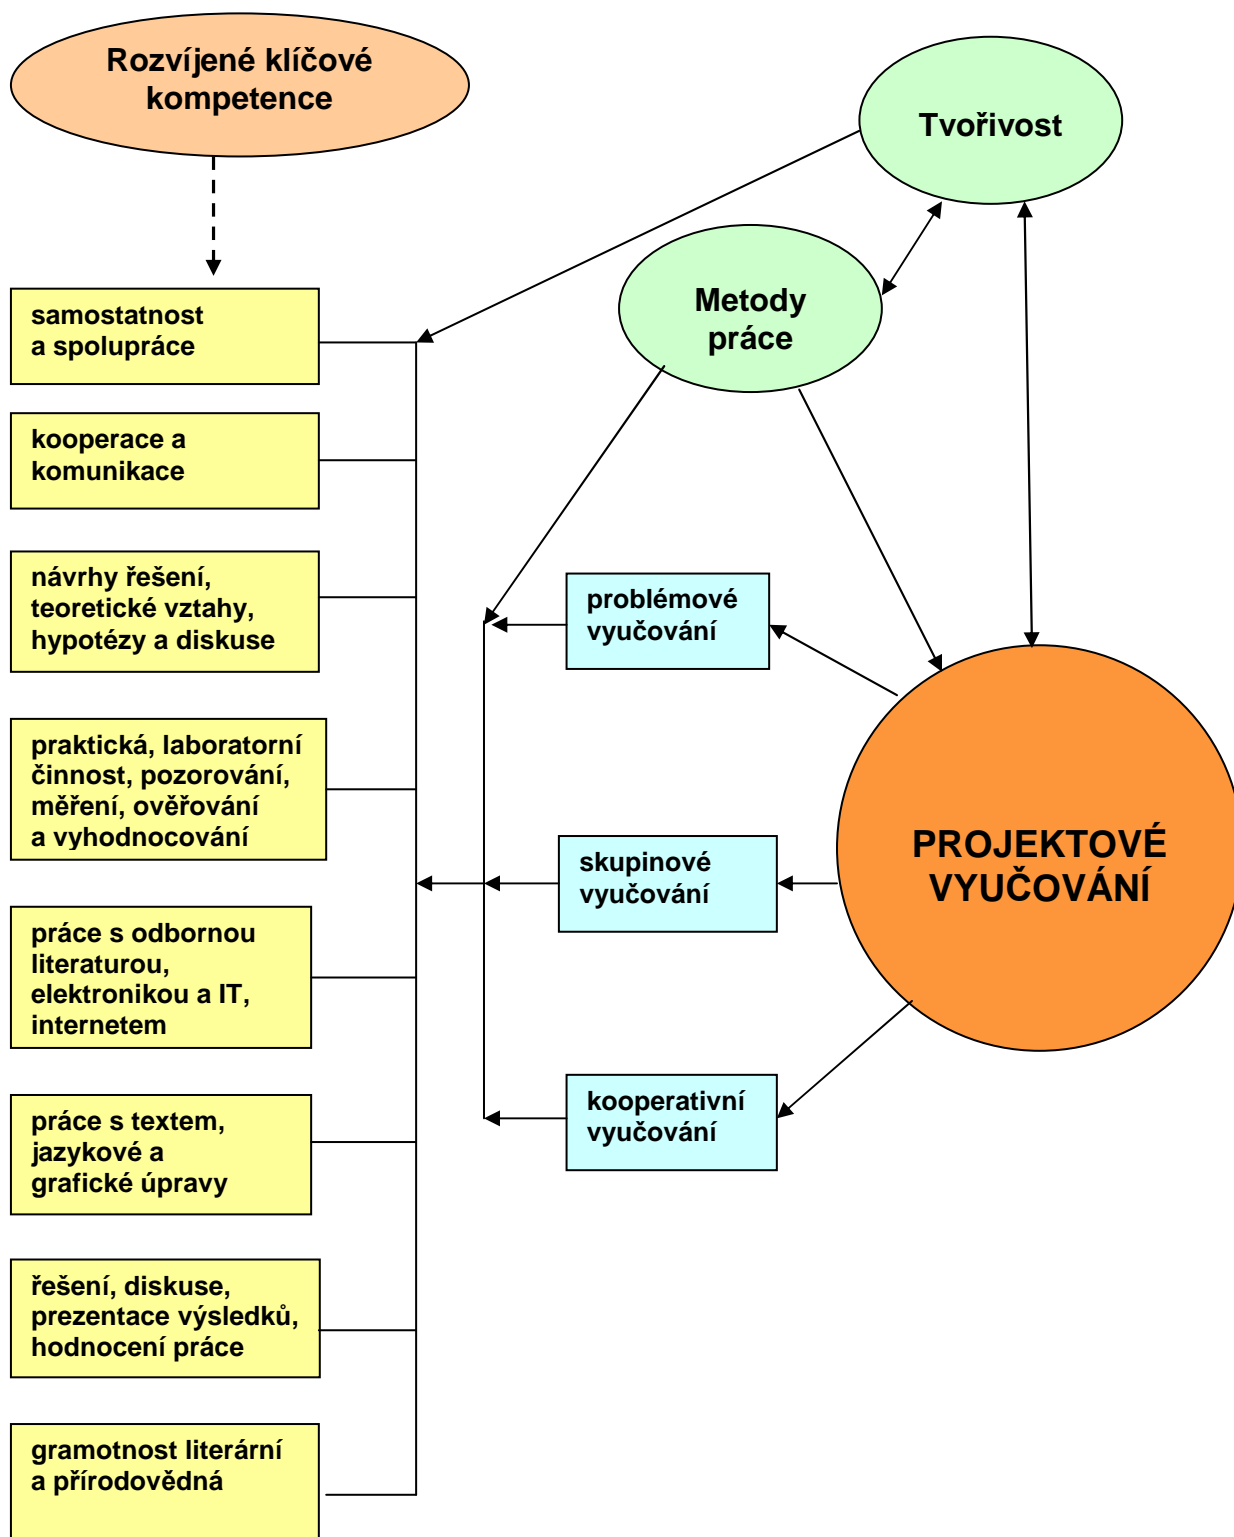 Rozvíjené klíčové
kompetence
Tvořivost
Metody
práce
samostatnost
a spolupráce
kooperace a
komunikace
návrhy řešení,
teoretické vztahy,
hypotézy a diskuse
praktická, laboratorní
činnost, pozorování,
měření, ověřování
a vyhodnocování
práce s odbornou
literaturou,
elektronikou a IT,
internetem
práce s textem,
jazykové a
grafické úpravy
řešení, diskuse,
prezentace výsledků,
hodnocení práce
gramotnost literární
a přírodovědná
problémové
vyučování
skupinové
vyučování
kooperativní
vyučování
PROJEKTOVÉ
VYUČOVÁNÍ